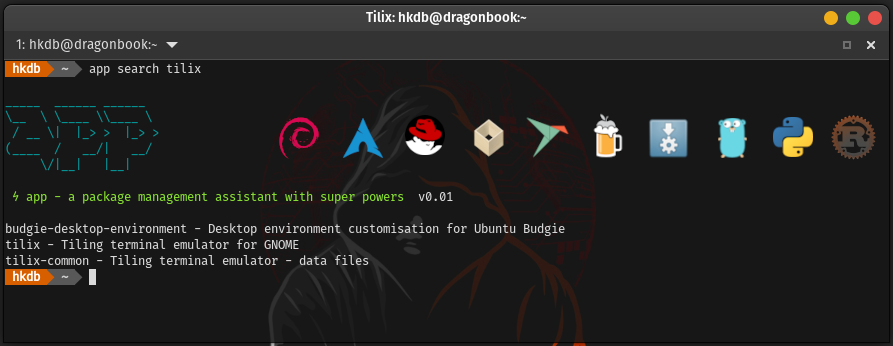 Tilix: hkdb@dragonbook:~
1: hkdb@dragonbook:~
hkdb ~ app search tilix
app
ϟ app - a package management assistant with super powers v0.01
budgie-desktop-environment - Desktop environment customisation for Ubuntu Budgie
tilix - Tiling terminal emulator for GNOME
tilix-common - Tiling terminal emulator - data files
hkdb ~